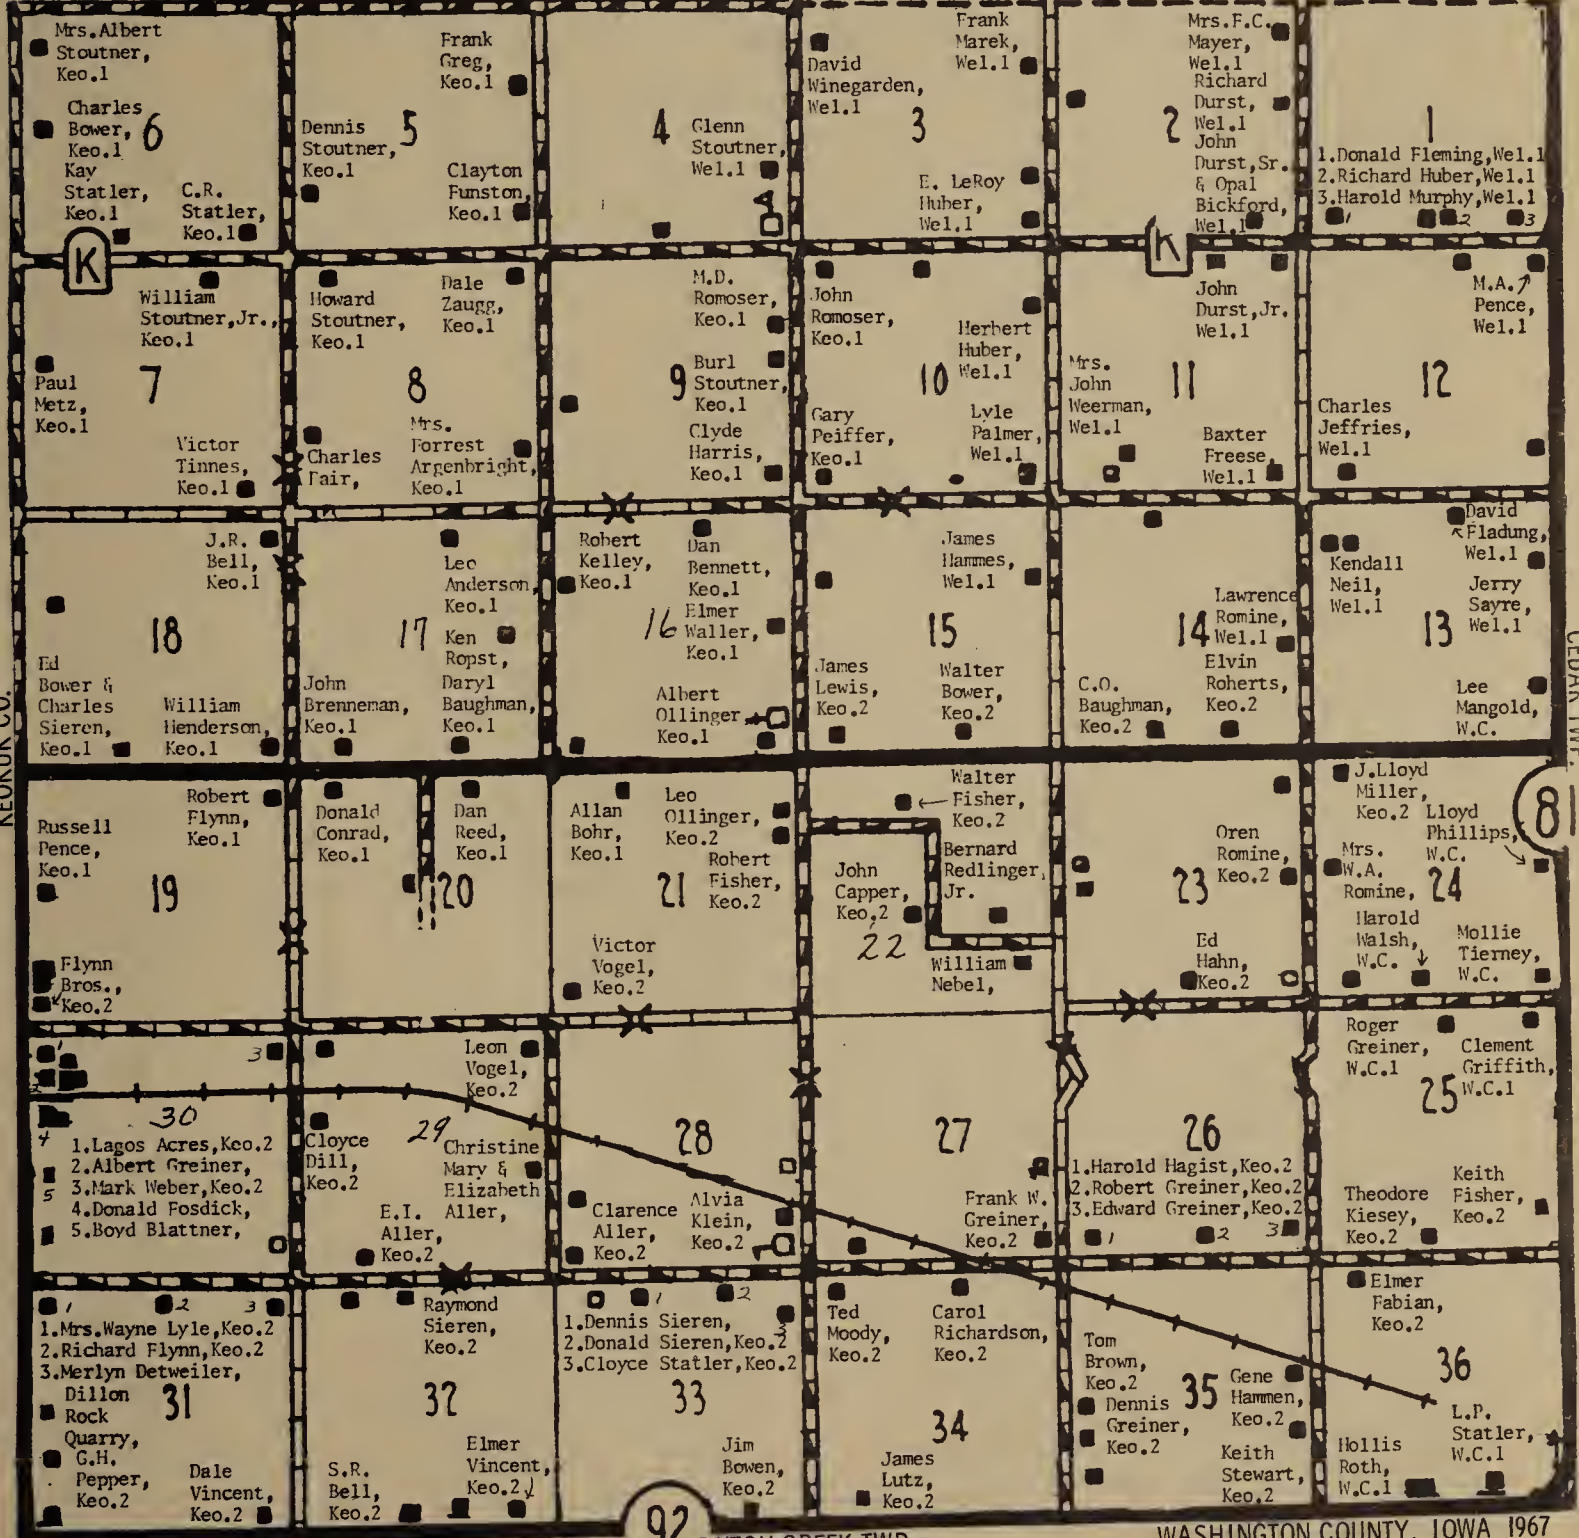 Mrs.Albert
Stoutner,
Keo.1
Charles
Bower,
Keo.1
6
Kay
Statler,
Keo.1
C.R.
Statler,
Keo.1
Frank
Greg,
Keo.1
5
Dennis
Stoutner,
Keo.1
Clayton
Funston,
Keo.1
4
Glenn
Stoutner,
Wel.1
Frank
Marek,
Wel.1
David
Winegarden,
Wel.1
3
E. LeRoy
Huber,
Wel.1
Mrs.F.C.
Mayer,
Wel.1
Richard
Durst,
Wel.1
2
John
Durst,Sr.
& Opal
Bickford,
Wel.1
1
1.Donald Fleming,Wel.1
2.Richard Huber,Wel.1
3.Harold Murphy,Wel.1
1
2
3
K
K
William
Stoutner,Jr.,
Keo.1
Paul
Metz,
Keo.1
7
Victor
Tinnes,
Keo.1
Howard
Stoutner,
Keo.1
Dale
Zaugg,
Keo.1
8
Charles
Fair,
Mrs.
Forrest
Argenbright,
Keo.1
M.D.
Romoser,
Keo.1
9
Burl
Stoutner,
Keo.1
Clyde
Harris,
Keo.1
John
Romoser,
Keo.1
Herbert
Huber,
Wel.1
10
Gary
Peiffer,
Keo.1
Lyle
Palmer,
Wel.1
John
Durst,Jr.
Wel.1
Mrs.
John
Weerman,
Wel.1
11
Baxter
Freese,
Wel.1
M.A.
Pence,
Wel.1
12
Charles
Jeffries,
Wel.1
J.R.
Bell,
Keo.1
18
Ed
Bower &
Charles
Sieren,
Keo.1
William
Henderson,
Keo.1
Leo
Anderson,
Keo.1
17
Ken
Ropst,
John
Brenneman,
Keo.1
Daryl
Baughman,
Keo.1
Robert
Kelley,
Keo.1
Dan
Bennett,
Keo.1
16
Elmer
Waller,
Keo.1
Albert
Ollinger
Keo.1
James
Hammes,
Wel.1
15
James
Lewis,
Keo.2
Walter
Bower,
Keo.2
14
Lawrence
Romine,
Wel.1
C.O.
Baughman,
Keo.2
Elvin
Roherts,
Keo.2
David
Fladung,
Wel.1
Kendall
Neil,
Wel.1
13
Jerry
Sayre,
Wel.1
Lee
Mangold,
W.C.
KEOKUK CO.
CEDAR TWP.
Robert
Flynn,
Keo.1
Russell
Pence,
Keo.1
19
Flynn
Bros.,
Keo.2
Donald
Conrad,
Keo.1
Dan
Reed,
Keo.1
20
Allan
Bohr,
Keo.1
Leo
Ollinger,
Keo.2
21
Robert
Fisher,
Keo.2
Victor
Vogel,
Keo.2
Walter
Fisher,
Keo.2
John
Capper,
Keo.2
Bernard
Redlinger,
Jr.
22
William
Nebel,
Oren
Romine,
Keo.2
23
Ed
Hahn,
Keo.2
J.Lloyd
Miller,
Keo.2
Lloyd
Phillips,
W.C.
Mrs.
W.A.
Romine,
24
Harold
Walsh,
W.C.
Mollie
Tierney,
W.C.
81
1
2
3
4
5
30
1.Lagos Acres,Keo.2
2.Albert Greiner,
3.Mark Weber,Keo.2
4.Donald Fosdick,
5.Boyd Blattner,
Leon
Vogel,
Keo.2
29
Cloyce
Dill,
Keo.2
Christine
Mary &
Elizabeth
Aller,
E.I.
Aller,
Keo.2
28
Clarence
Aller,
Keo.2
Alvia
Klein,
Keo.2
27
Frank W.
Greiner,
Keo.2
26
1.Harold Hagist,Keo.2
2.Robert Greiner,Keo.2
3.Edward Greiner,Keo.2
1
2
3
Roger
Greiner,
W.C.1
Clement
Griffith,
W.C.1
25
Theodore
Kiesey,
Keo.2
Keith
Fisher,
Keo.2
1
2
3
1.Mrs.Wayne Lyle,Keo.2
2.Richard Flynn,Keo.2
3.Merlyn Detweiler,
Dillon
Rock
Quarry,
31
G.H.
Pepper,
Keo.2
Dale
Vincent,
Keo.2
Raymond
Sieren,
Keo.2
32
S.R.
Bell,
Keo.2
Elmer
Vincent,
Keo.2
1
2
3
1.Dennis Sieren,
2.Donald Sieren,Keo.2
3.Cloyce Statler,Keo.2
33
Jim
Bowen,
Keo.2
Ted
Moody,
Keo.2
Carol
Richardson,
Keo.2
34
James
Lutz,
Keo.2
Tom
Brown,
Keo.2
35
Gene
Hammen,
Keo.2
Dennis
Greiner,
Keo.2
Keith
Stewart,
Keo.2
Elmer
Fabian,
Keo.2
36
Hollis
Roth,
W.C.1
L.P.
Statler,
W.C.1
92
CREEK TWP.
WASHINGTON COUNTY, IOWA 1967